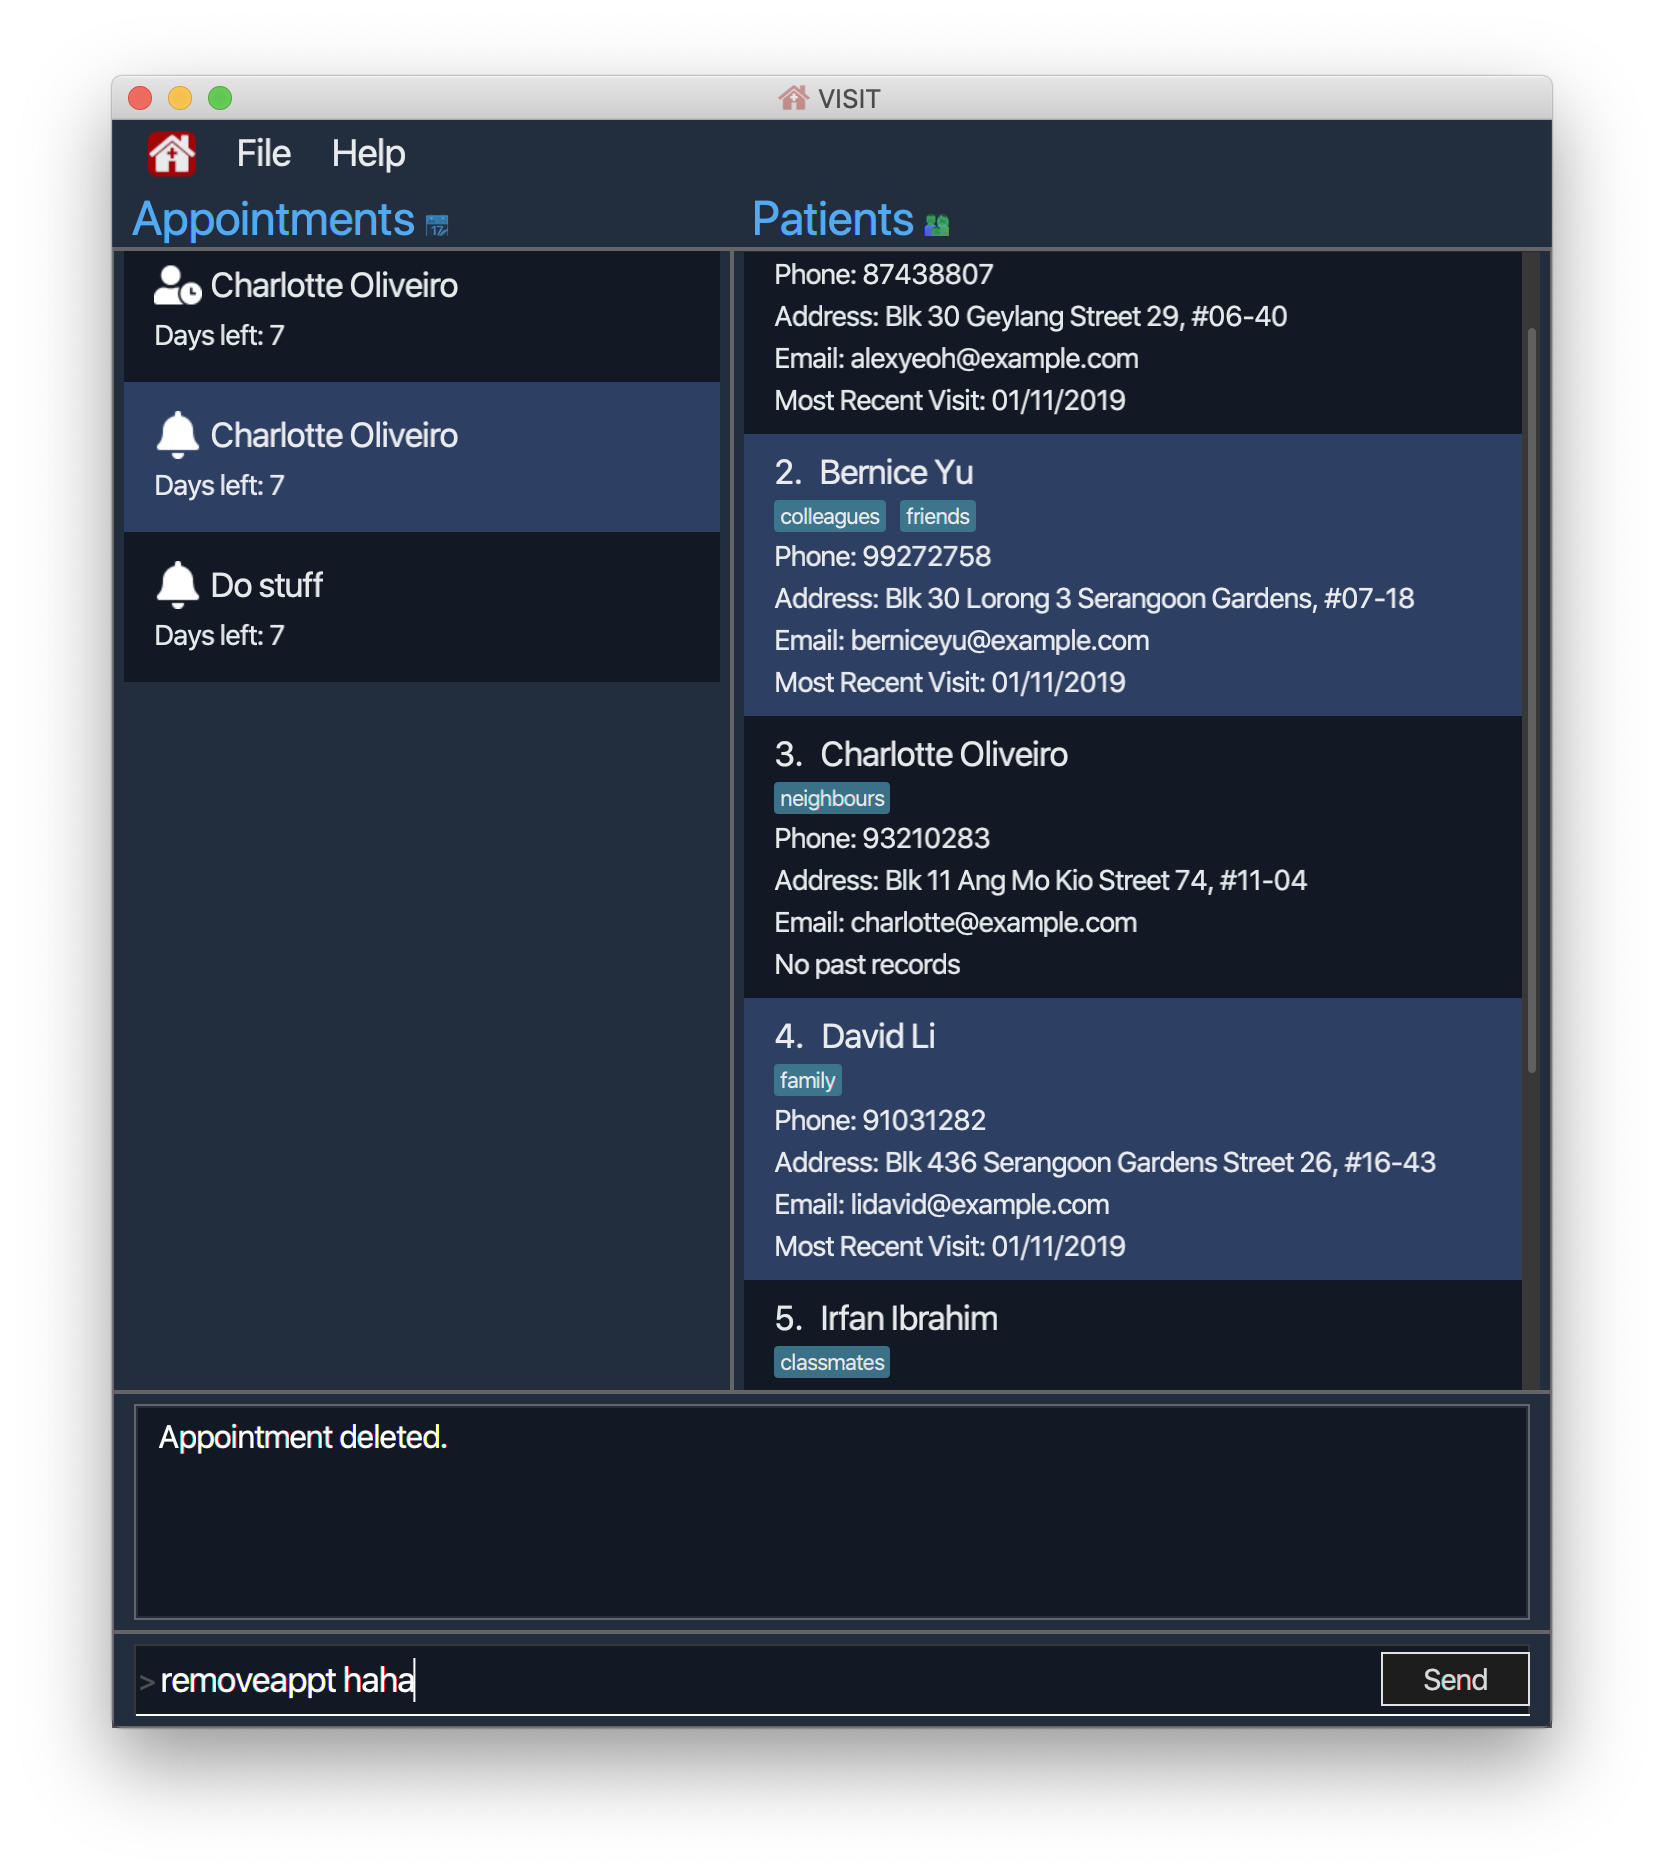 VISIT
File Help
Appointments
Charlotte Oliveiro
Days left: 7
Charlotte Oliveiro
Days left: 7
Do stuff
Days left: 7
Patients
Phone: 87438807
Address: Blk 30 Geylang Street 29, #06-40
Email: alexyeoh@example.com
Most Recent Visit: 01/11/2019
2. Bernice Yu
colleagues friends
Phone: 99272758
Address: Blk 30 Lorong 3 Serangoon Gardens, #07-18
Email: berniceyu@example.com
Most Recent Visit: 01/11/2019
3. Charlotte Oliveiro
neighbours
Phone: 93210283
Address: Blk 11 Ang Mo Kio Street 74, #11-04
Email: charlotte@example.com
No past records
4. David Li
family
Phone: 91031282
Address: Blk 436 Serangoon Gardens Street 26, #16-43
Email: lidavid@example.com
Most Recent Visit: 01/11/2019
5. Irfan Ibrahim
classmates
Appointment deleted.
> removeappt haha
Send